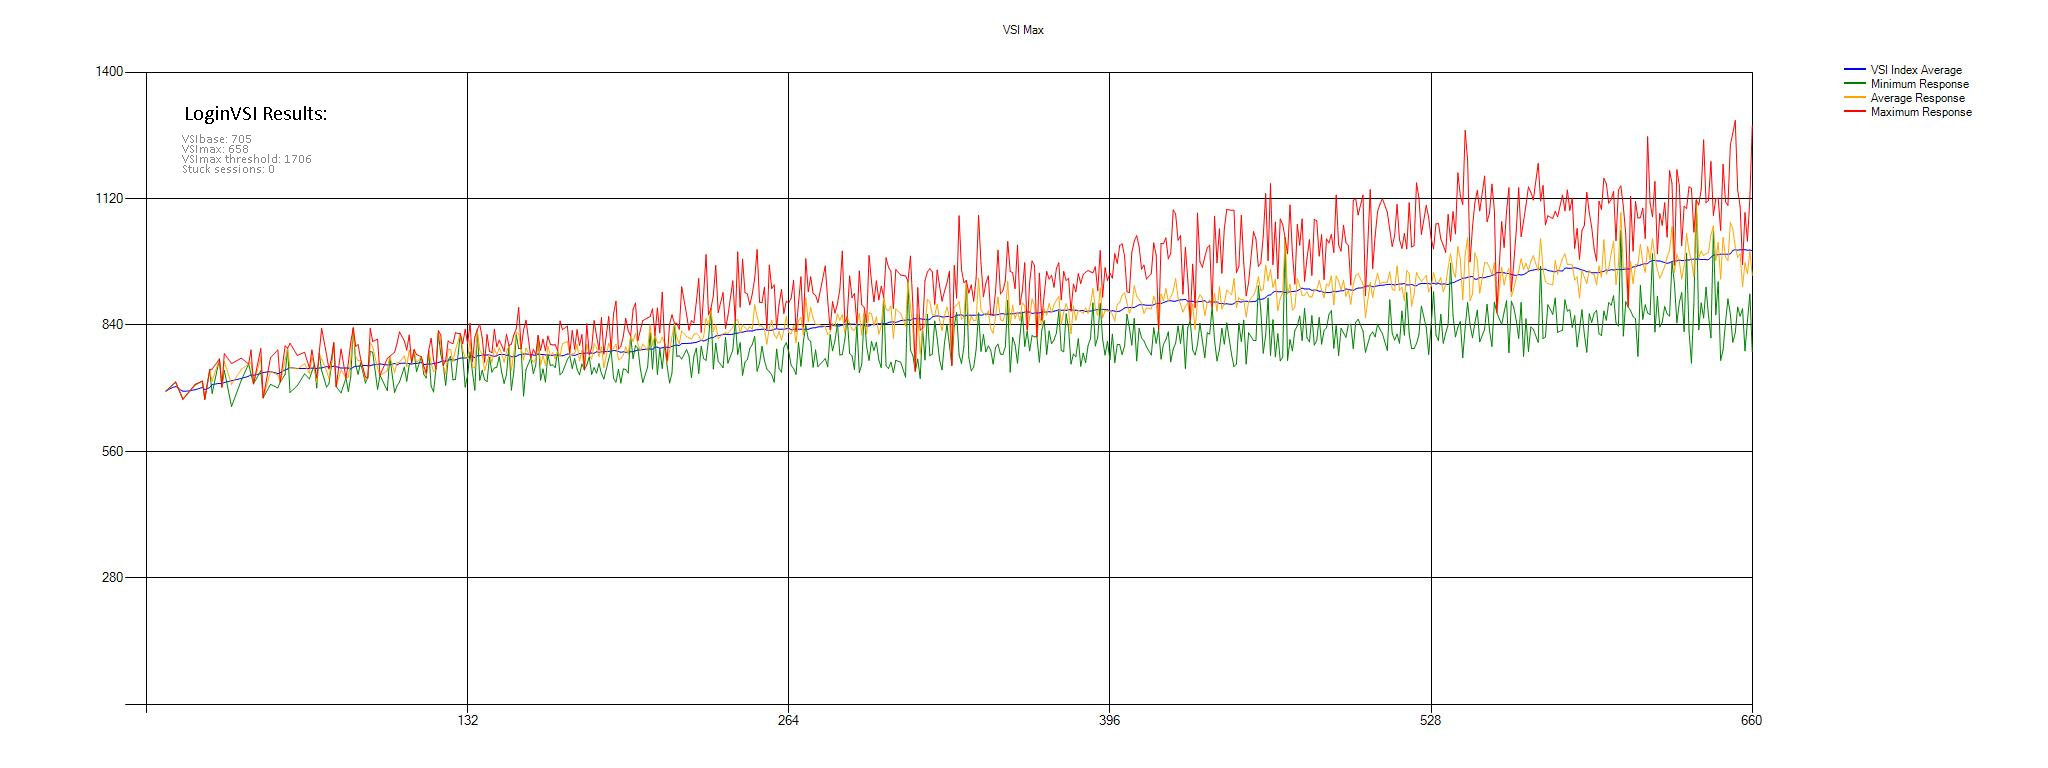 VSI Max
1400
1120
840
560
280
132
264
396
528
660
LoginVSI Results:
VSIbase: 705
VSImax: 658
VSImax threshold: 1706
Stuck sessions: 0
VSI Index Average
Minimum Response
Average Response
Maximum Response